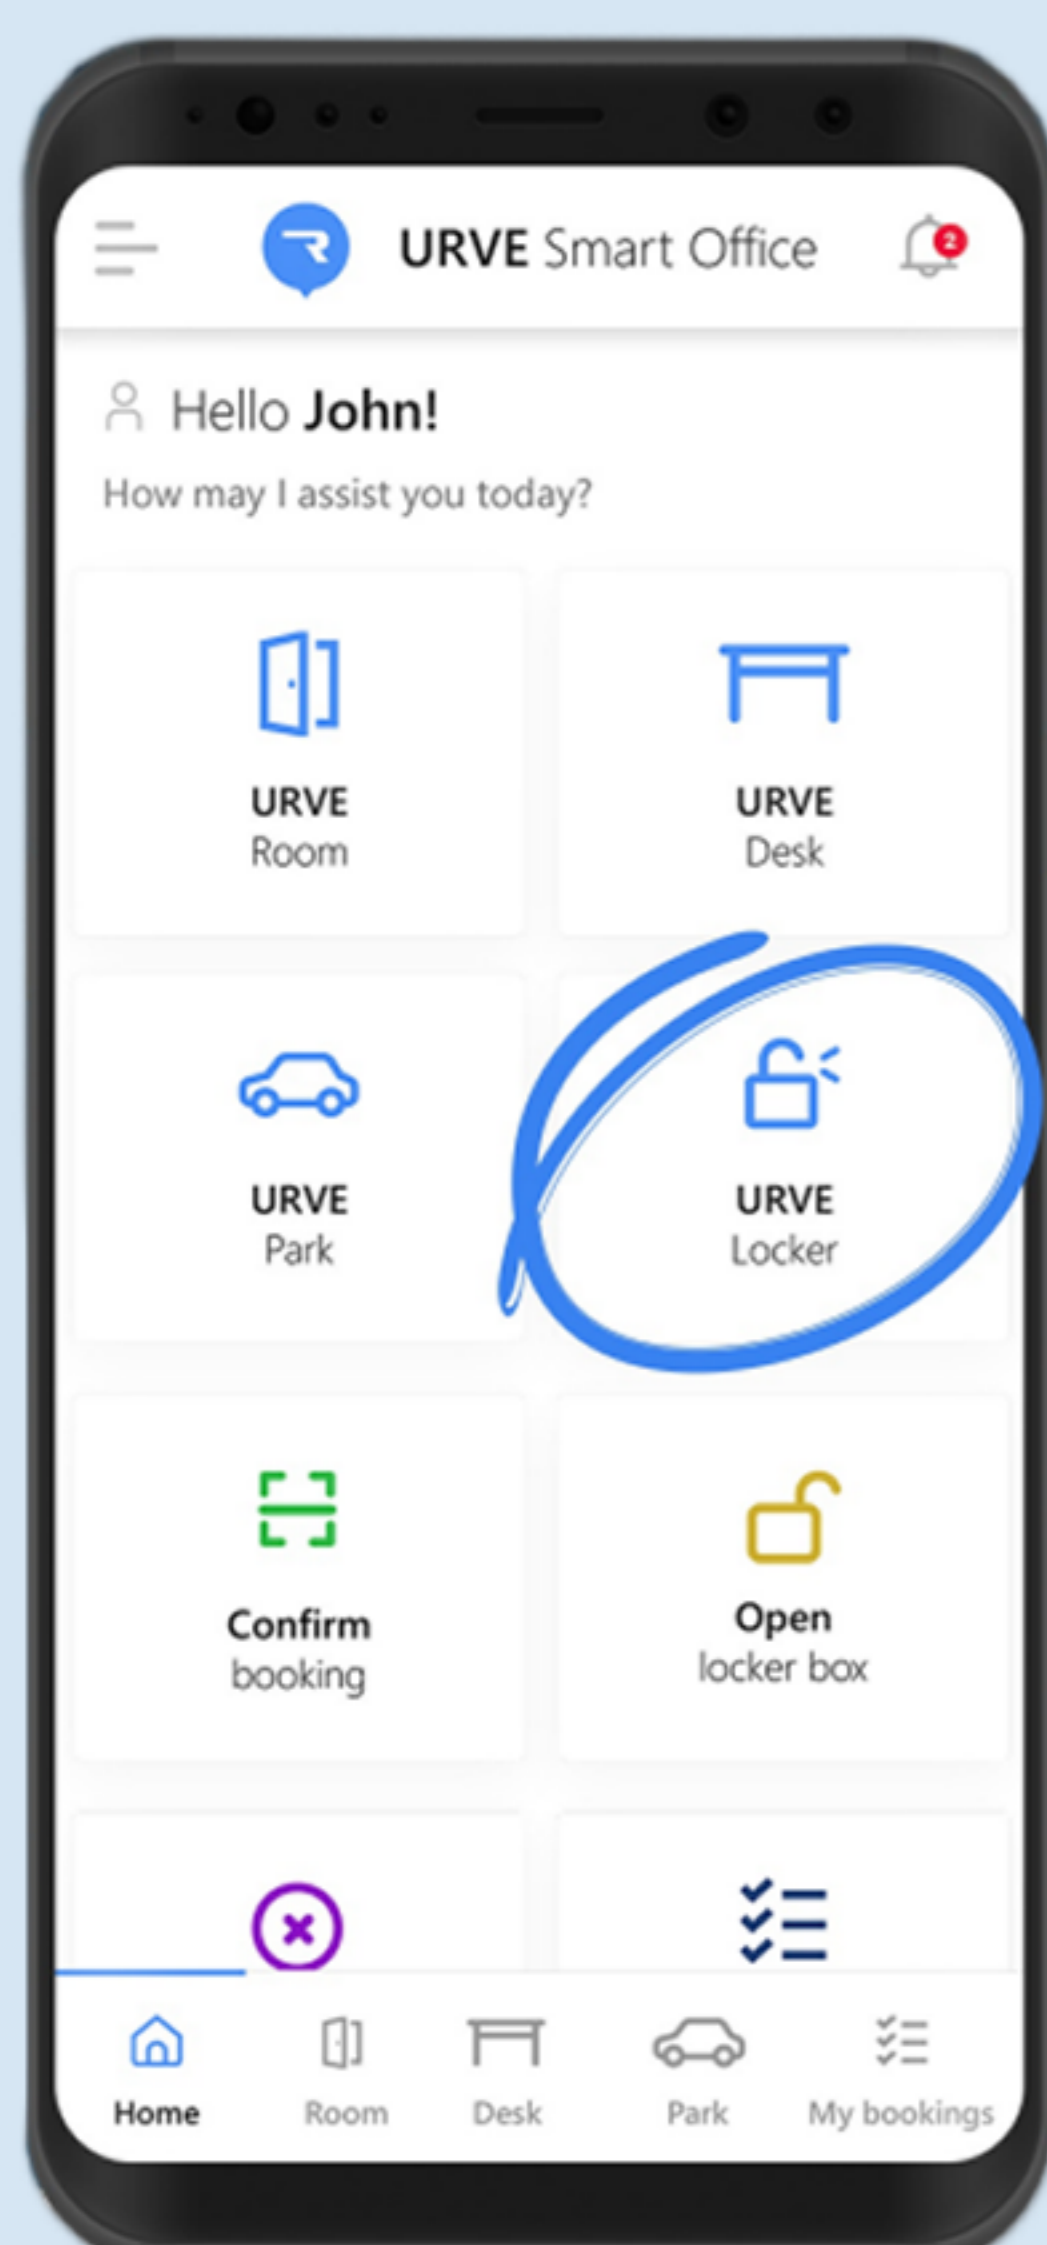 URVE Smart Office
2
Hello John!
How may I assist you today?
URVE
Room
URVE
Desk
URVE
Park
URVE
Locker
Confirm
booking
Open
locker box
Home
Room
Desk
Park
My bookings